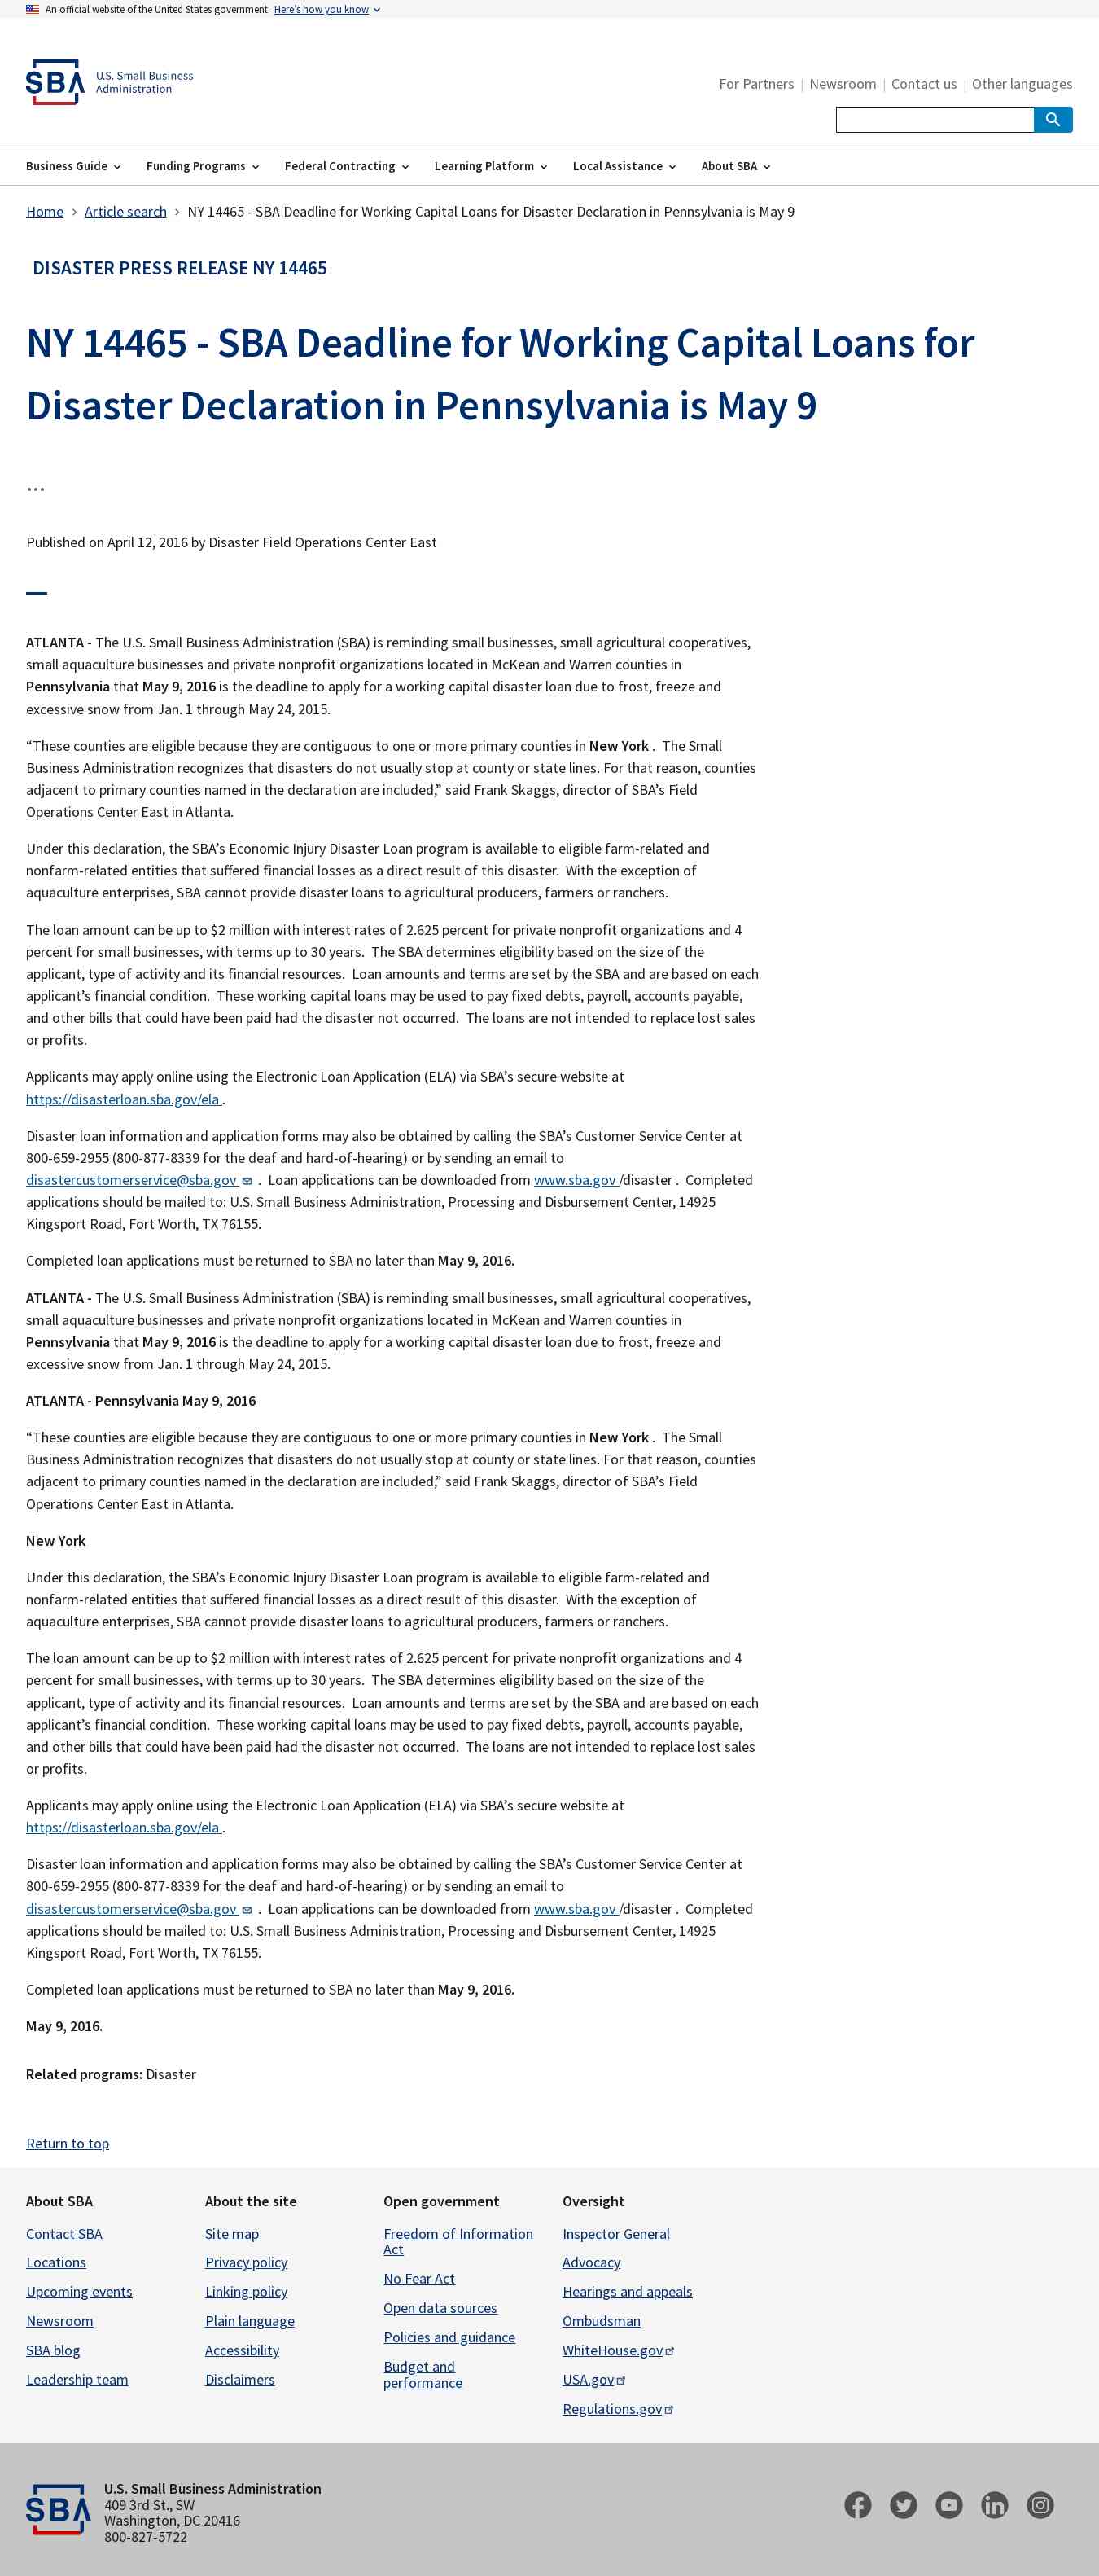 An official website of the United States government Here's how you know
SBA U.S. Small Business
Administration
For Partners | Newsroom | Contact us | Other languages
Business Guide Funding Programs Federal Contracting Learning Platform Local Assistance About SBA
Home > Article search > NY 14465 - SBA Deadline for Working Capital Loans for Disaster Declaration in Pennsylvania is May 9
DISASTER PRESS RELEASE NY 14465
NY 14465 - SBA Deadline for Working Capital Loans for
Disaster Declaration in Pennsylvania is May 9
...
Published on April 12, 2016 by Disaster Field Operations Center East
ATLANTA - The U.S. Small Business Administration (SBA) is reminding small businesses, small agricultural cooperatives,
small aquaculture businesses and private nonprofit organizations located in McKean and Warren counties in
Pennsylvania that May 9, 2016 is the deadline to apply for a working capital disaster loan due to frost, freeze and
excessive snow from Jan. 1 through May 24, 2015.
“These counties are eligible because they are contiguous to one or more primary counties in New York . The Small
Business Administration recognizes that disasters do not usually stop at county or state lines. For that reason, counties
adjacent to primary counties named in the declaration are included,” said Frank Skaggs, director of SBA’s Field
Operations Center East in Atlanta.
Under this declaration, the SBA’s Economic Injury Disaster Loan program is available to eligible farm-related and
nonfarm-related entities that suffered financial losses as a direct result of this disaster. With the exception of
aquaculture enterprises, SBA cannot provide disaster loans to agricultural producers, farmers or ranchers.
The loan amount can be up to $2 million with interest rates of 2.625 percent for private nonprofit organizations and 4
percent for small businesses, with terms up to 30 years. The SBA determines eligibility based on the size of the
applicant, type of activity and its financial resources. Loan amounts and terms are set by the SBA and are based on each
applicant’s financial condition. These working capital loans may be used to pay fixed debts, payroll, accounts payable,
and other bills that could have been paid had the disaster not occurred. The loans are not intended to replace lost sales
or profits.
Applicants may apply online using the Electronic Loan Application (ELA) via SBA’s secure website at
https://disasterloan.sba.gov/ela .
Disaster loan information and application forms may also be obtained by calling the SBA’s Customer Service Center at
800-659-2955 (800-877-8339 for the deaf and hard-of-hearing) or by sending an email to
disastercustomerservice@sba.gov . Loan applications can be downloaded from www.sba.gov /disaster . Completed
applications should be mailed to: U.S. Small Business Administration, Processing and Disbursement Center, 14925
Kingsport Road, Fort Worth, TX 76155.
Completed loan applications must be returned to SBA no later than May 9, 2016.
ATLANTA - The U.S. Small Business Administration (SBA) is reminding small businesses, small agricultural cooperatives,
small aquaculture businesses and private nonprofit organizations located in McKean and Warren counties in
Pennsylvania that May 9, 2016 is the deadline to apply for a working capital disaster loan due to frost, freeze and
excessive snow from Jan. 1 through May 24, 2015.
ATLANTA - Pennsylvania May 9, 2016
“These counties are eligible because they are contiguous to one or more primary counties in New York . The Small
Business Administration recognizes that disasters do not usually stop at county or state lines. For that reason, counties
adjacent to primary counties named in the declaration are included,” said Frank Skaggs, director of SBA’s Field
Operations Center East in Atlanta.
New York
Under this declaration, the SBA’s Economic Injury Disaster Loan program is available to eligible farm-related and
nonfarm-related entities that suffered financial losses as a direct result of this disaster. With the exception of
aquaculture enterprises, SBA cannot provide disaster loans to agricultural producers, farmers or ranchers.
The loan amount can be up to $2 million with interest rates of 2.625 percent for private nonprofit organizations and 4
percent for small businesses, with terms up to 30 years. The SBA determines eligibility based on the size of the
applicant, type of activity and its financial resources. Loan amounts and terms are set by the SBA and are based on each
applicant’s financial condition. These working capital loans may be used to pay fixed debts, payroll, accounts payable,
and other bills that could have been paid had the disaster not occurred. The loans are not intended to replace lost sales
or profits.
Applicants may apply online using the Electronic Loan Application (ELA) via SBA’s secure website at
https://disasterloan.sba.gov/ela .
Disaster loan information and application forms may also be obtained by calling the SBA’s Customer Service Center at
800-659-2955 (800-877-8339 for the deaf and hard-of-hearing) or by sending an email to
disastercustomerservice@sba.gov . Loan applications can be downloaded from www.sba.gov /disaster . Completed
applications should be mailed to: U.S. Small Business Administration, Processing and Disbursement Center, 14925
Kingsport Road, Fort Worth, TX 76155.
Completed loan applications must be returned to SBA no later than May 9, 2016.
May 9, 2016.
Related programs: Disaster
Return to top
About SBA
Contact SBA
Locations
Upcoming events
Newsroom
SBA blog
Leadership team
About the site
Site map
Privacy policy
Linking policy
Plain language
Accessibility
Disclaimers
Open government
Freedom of Information
Act
No Fear Act
Open data sources
Policies and guidance
Budget and
performance
Oversight
Inspector General
Advocacy
Hearings and appeals
Ombudsman
WhiteHouse.gov
USA.gov
Regulations.gov
SBA
U.S. Small Business Administration
409 3rd St., SW
Washington, DC 20416
800-827-5722